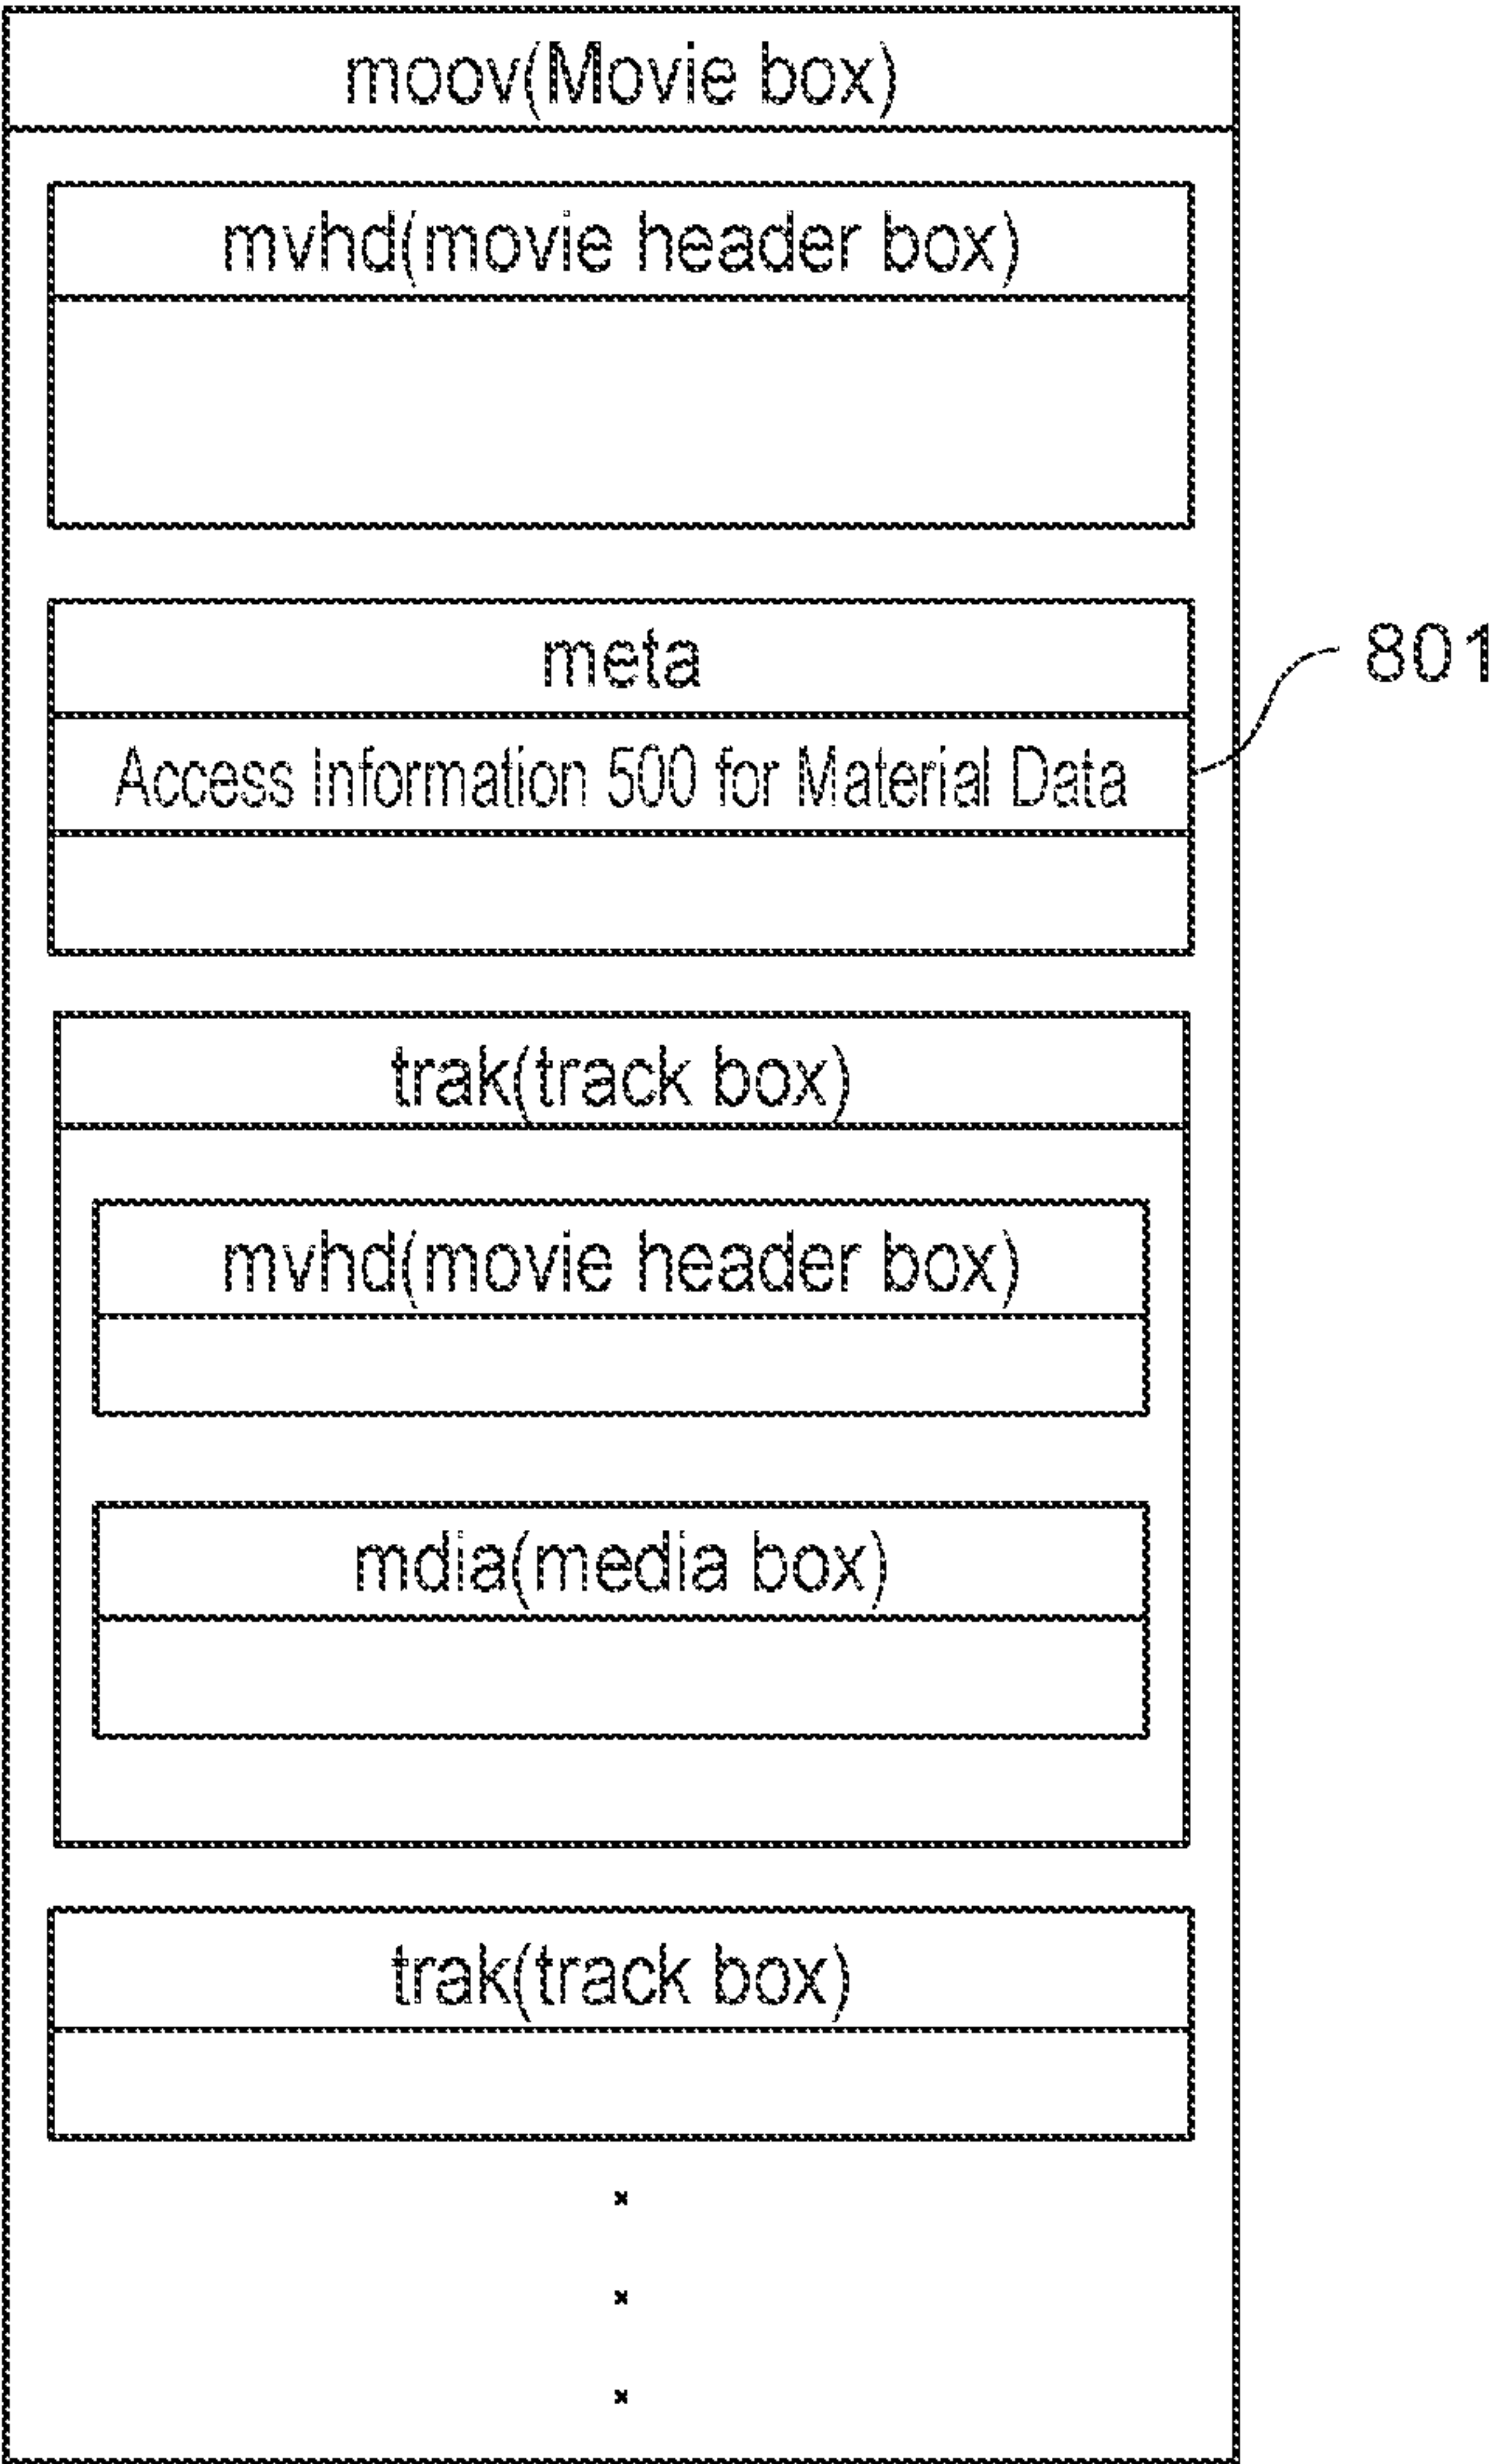 moov(Movie box)
mvhd(movie header box)
meta
801
Access Information 500 for Material Data
trak(track box)
mvhd(movie header box)
mdia(media box)
trak(track box)